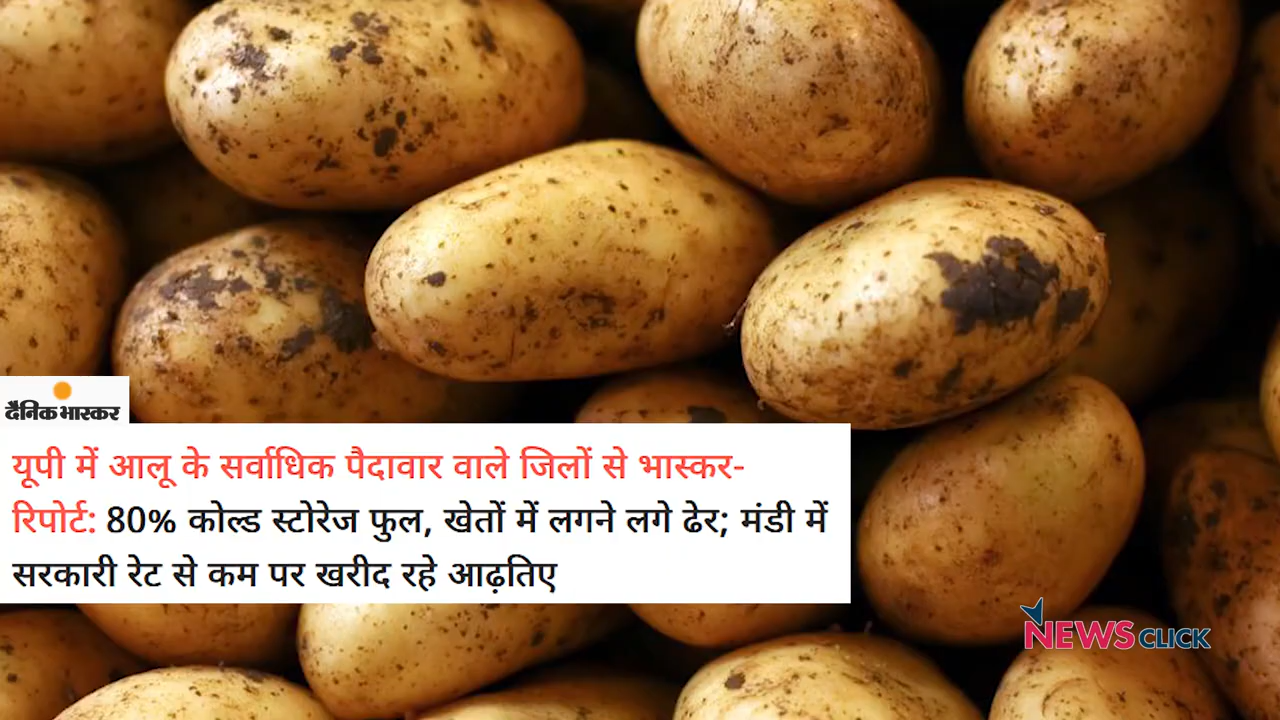 दैनिक भास्कर
यूपी में आलू के सर्वाधिक पैदावार वाले जिलों से भास्कर-
रिपोर्ट: 80% कोल्ड स्टोरेज फुल, खेतों में लगने लगे ढेर; मंडी में
सरकारी रेट से कम पर खरीद रहे आढ़तिए
NEWSCLICK